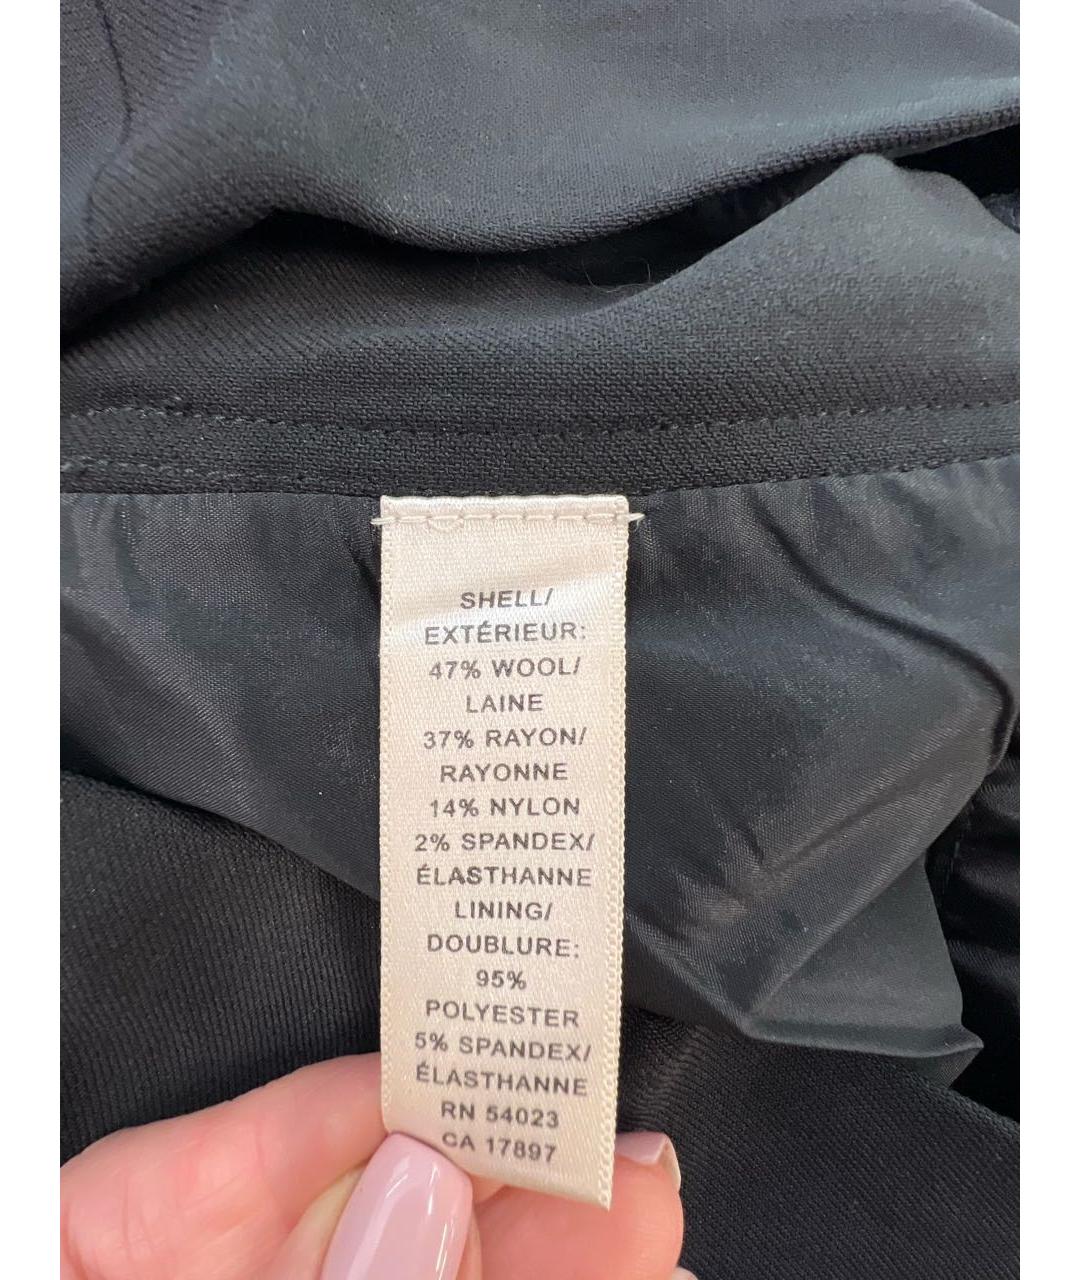 SHELL/
EXTÉRIEUR:
47% WOOL/
LAINE
37% RAYON/
RAYONNE
14% NYLON
2% SPANDEX/
ÉLASTHANNE
LINING/
DOUBLURE:
95%
POLYESTER
5% SPANDEX/
ÉLASTHANNE
RN 54023
CA 17897